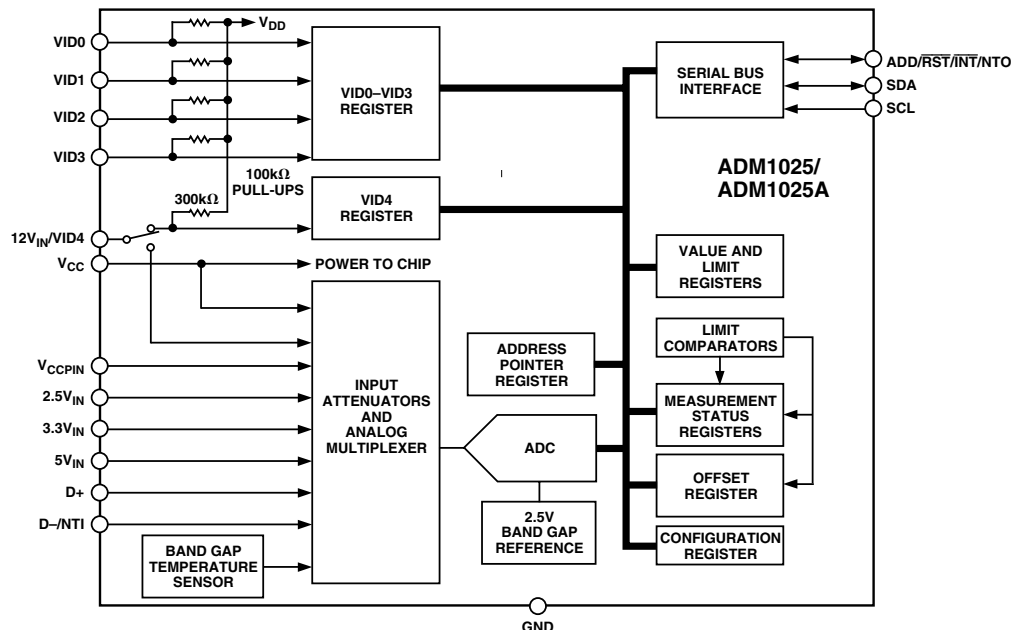 VDD
VID0
VID1
VID2
VID3
VID0–VID3
REGISTER
SERIAL BUS
INTERFACE
ADD/RST/INT/NTO
SDA
SCL
ADM1025/
ADM1025A
100kΩ
PULL-UPS
300kΩ
VID4
REGISTER
12VIN/VID4
VCC
POWER TO CHIP
VALUE AND
LIMIT
REGISTERS
VCCPIN
2.5VIN
3.3VIN
5VIN
D+
D–/NTI
INPUT
ATTENUATORS
AND
ANALOG
MULTIPLEXER
ADDRESS
POINTER
REGISTER
LIMIT
COMPARATORS
MEASUREMENT
STATUS
REGISTERS
ADC
OFFSET
REGISTER
2.5V
BAND GAP
REFERENCE
CONFIGURATION
REGISTER
BAND GAP
TEMPERATURE
SENSOR
GND